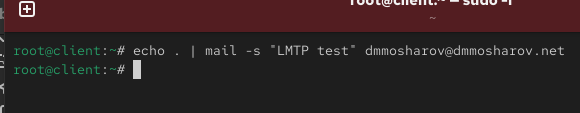 root@client:~ — sudo -i
~
root@client:~# echo . | mail -s "LMTP test" dmmosharov@dmmosharov.net
root@client:~#